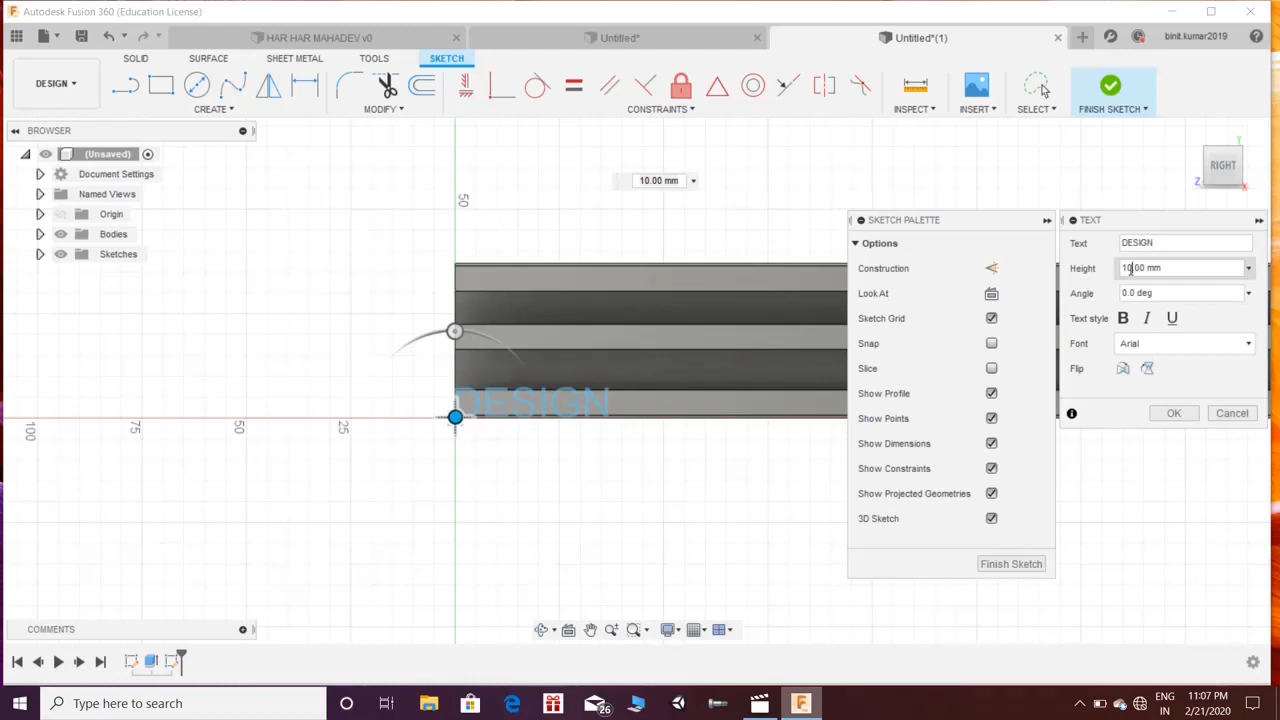 Autodesk Fusion 360 (Education License)
HAR HAR MAHADEV v0
Untitled*
Untitled*(1)
binit.kumar2019
SOLID
SURFACE
SHEET METAL
TOOLS
SKETCH
DESIGN
CREATE
MODIFY
CONSTRAINTS
INSPECT
INSERT
SELECT
FINISH SKETCH
BROWSER
(Unsaved)
Document Settings
Named Views
Origin
Bodies
Sketches
10.00 mm
50
RIGHT
Y
Z
X
SKETCH PALETTE
Options
Construction
Look At
Sketch Grid
Snap
Slice
Show Profile
Show Points
Show Dimensions
Show Constraints
Show Projected Geometries
3D Sketch
Finish Sketch
TEXT
Text DESIGN
Height 10.00 mm
Angle 0.0 deg
Text style B I U
Font Arial
Flip
OK Cancel
DESIGN
100
75
50
25
COMMENTS
Type here to search
26
ENG
IN
11:07 PM
2/21/2020